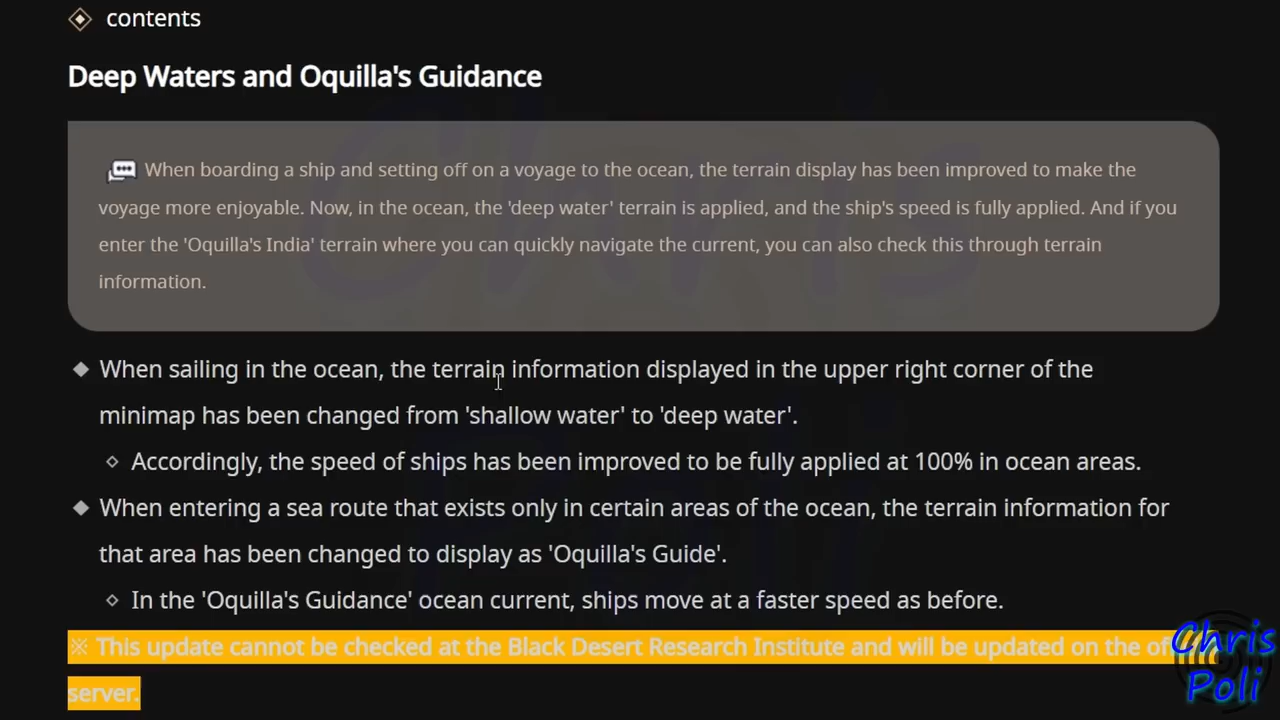 contents
Deep Waters and Oquilla's Guidance
When boarding a ship and setting off on a voyage to the ocean, the terrain display has been improved to make the
voyage more enjoyable. Now, in the ocean, the 'deep water' terrain is applied, and the ship's speed is fully applied. And if you
enter the 'Oquilla's India' terrain where you can quickly navigate the current, you can also check this through terrain
information.
When sailing in the ocean, the terrain information displayed in the upper right corner of the
minimap has been changed from 'shallow water' to 'deep water'.
Accordingly, the speed of ships has been improved to be fully applied at 100% in ocean areas.
When entering a sea route that exists only in certain areas of the ocean, the terrain information for
that area has been changed to display as 'Oquilla's Guide'.
In the 'Oquilla's Guidance' ocean current, ships move at a faster speed as before.
※ This update cannot be checked at the Black Desert Research Institute and will be updated on the
server.
Chris
Poli